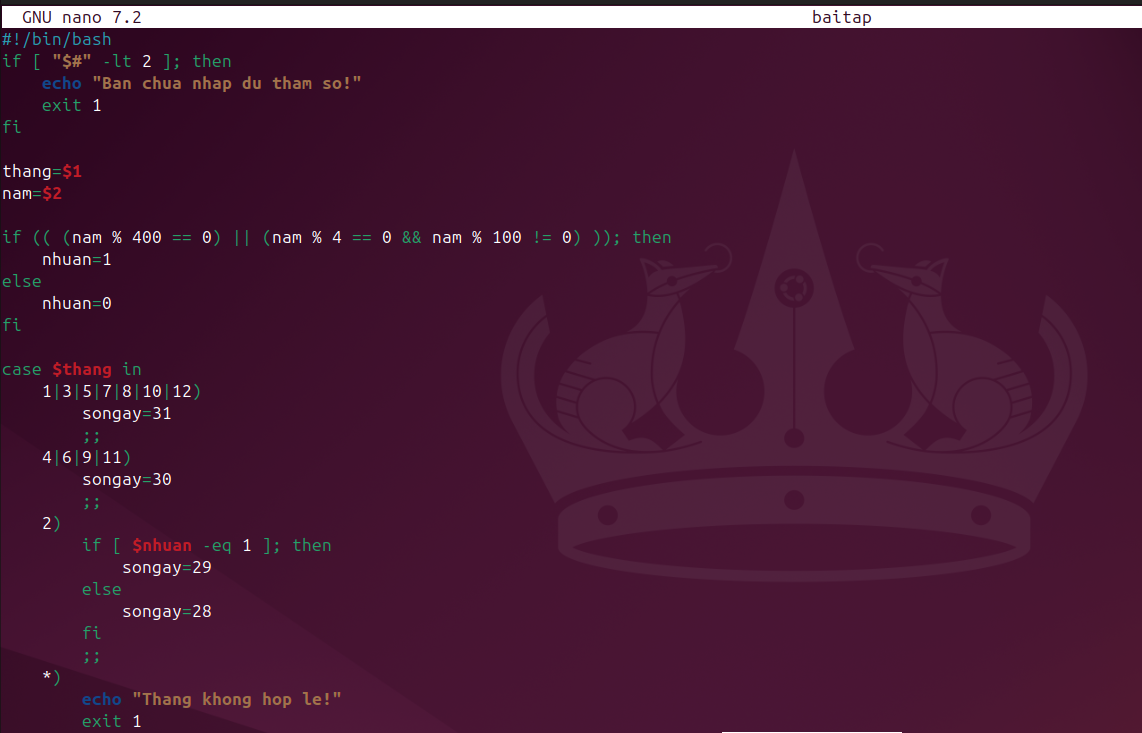 GNU nano 7.2 baitap
#!/bin/bash
if [ "$#" -lt 2 ]; then
    echo "Ban chua nhap du tham so!"
    exit 1
fi

thang=$1
nam=$2

if (( (nam % 400 == 0) || (nam % 4 == 0 && nam % 100 != 0) )); then
    nhuan=1
else
    nhuan=0
fi

case $thang in
    1|3|5|7|8|10|12)
        songay=31
        ;;
    4|6|9|11)
        songay=30
        ;;
    2)
        if [ $nhuan -eq 1 ]; then
            songay=29
        else
            songay=28
        fi
        ;;
    *)
        echo "Thang khong hop le!"
        exit 1